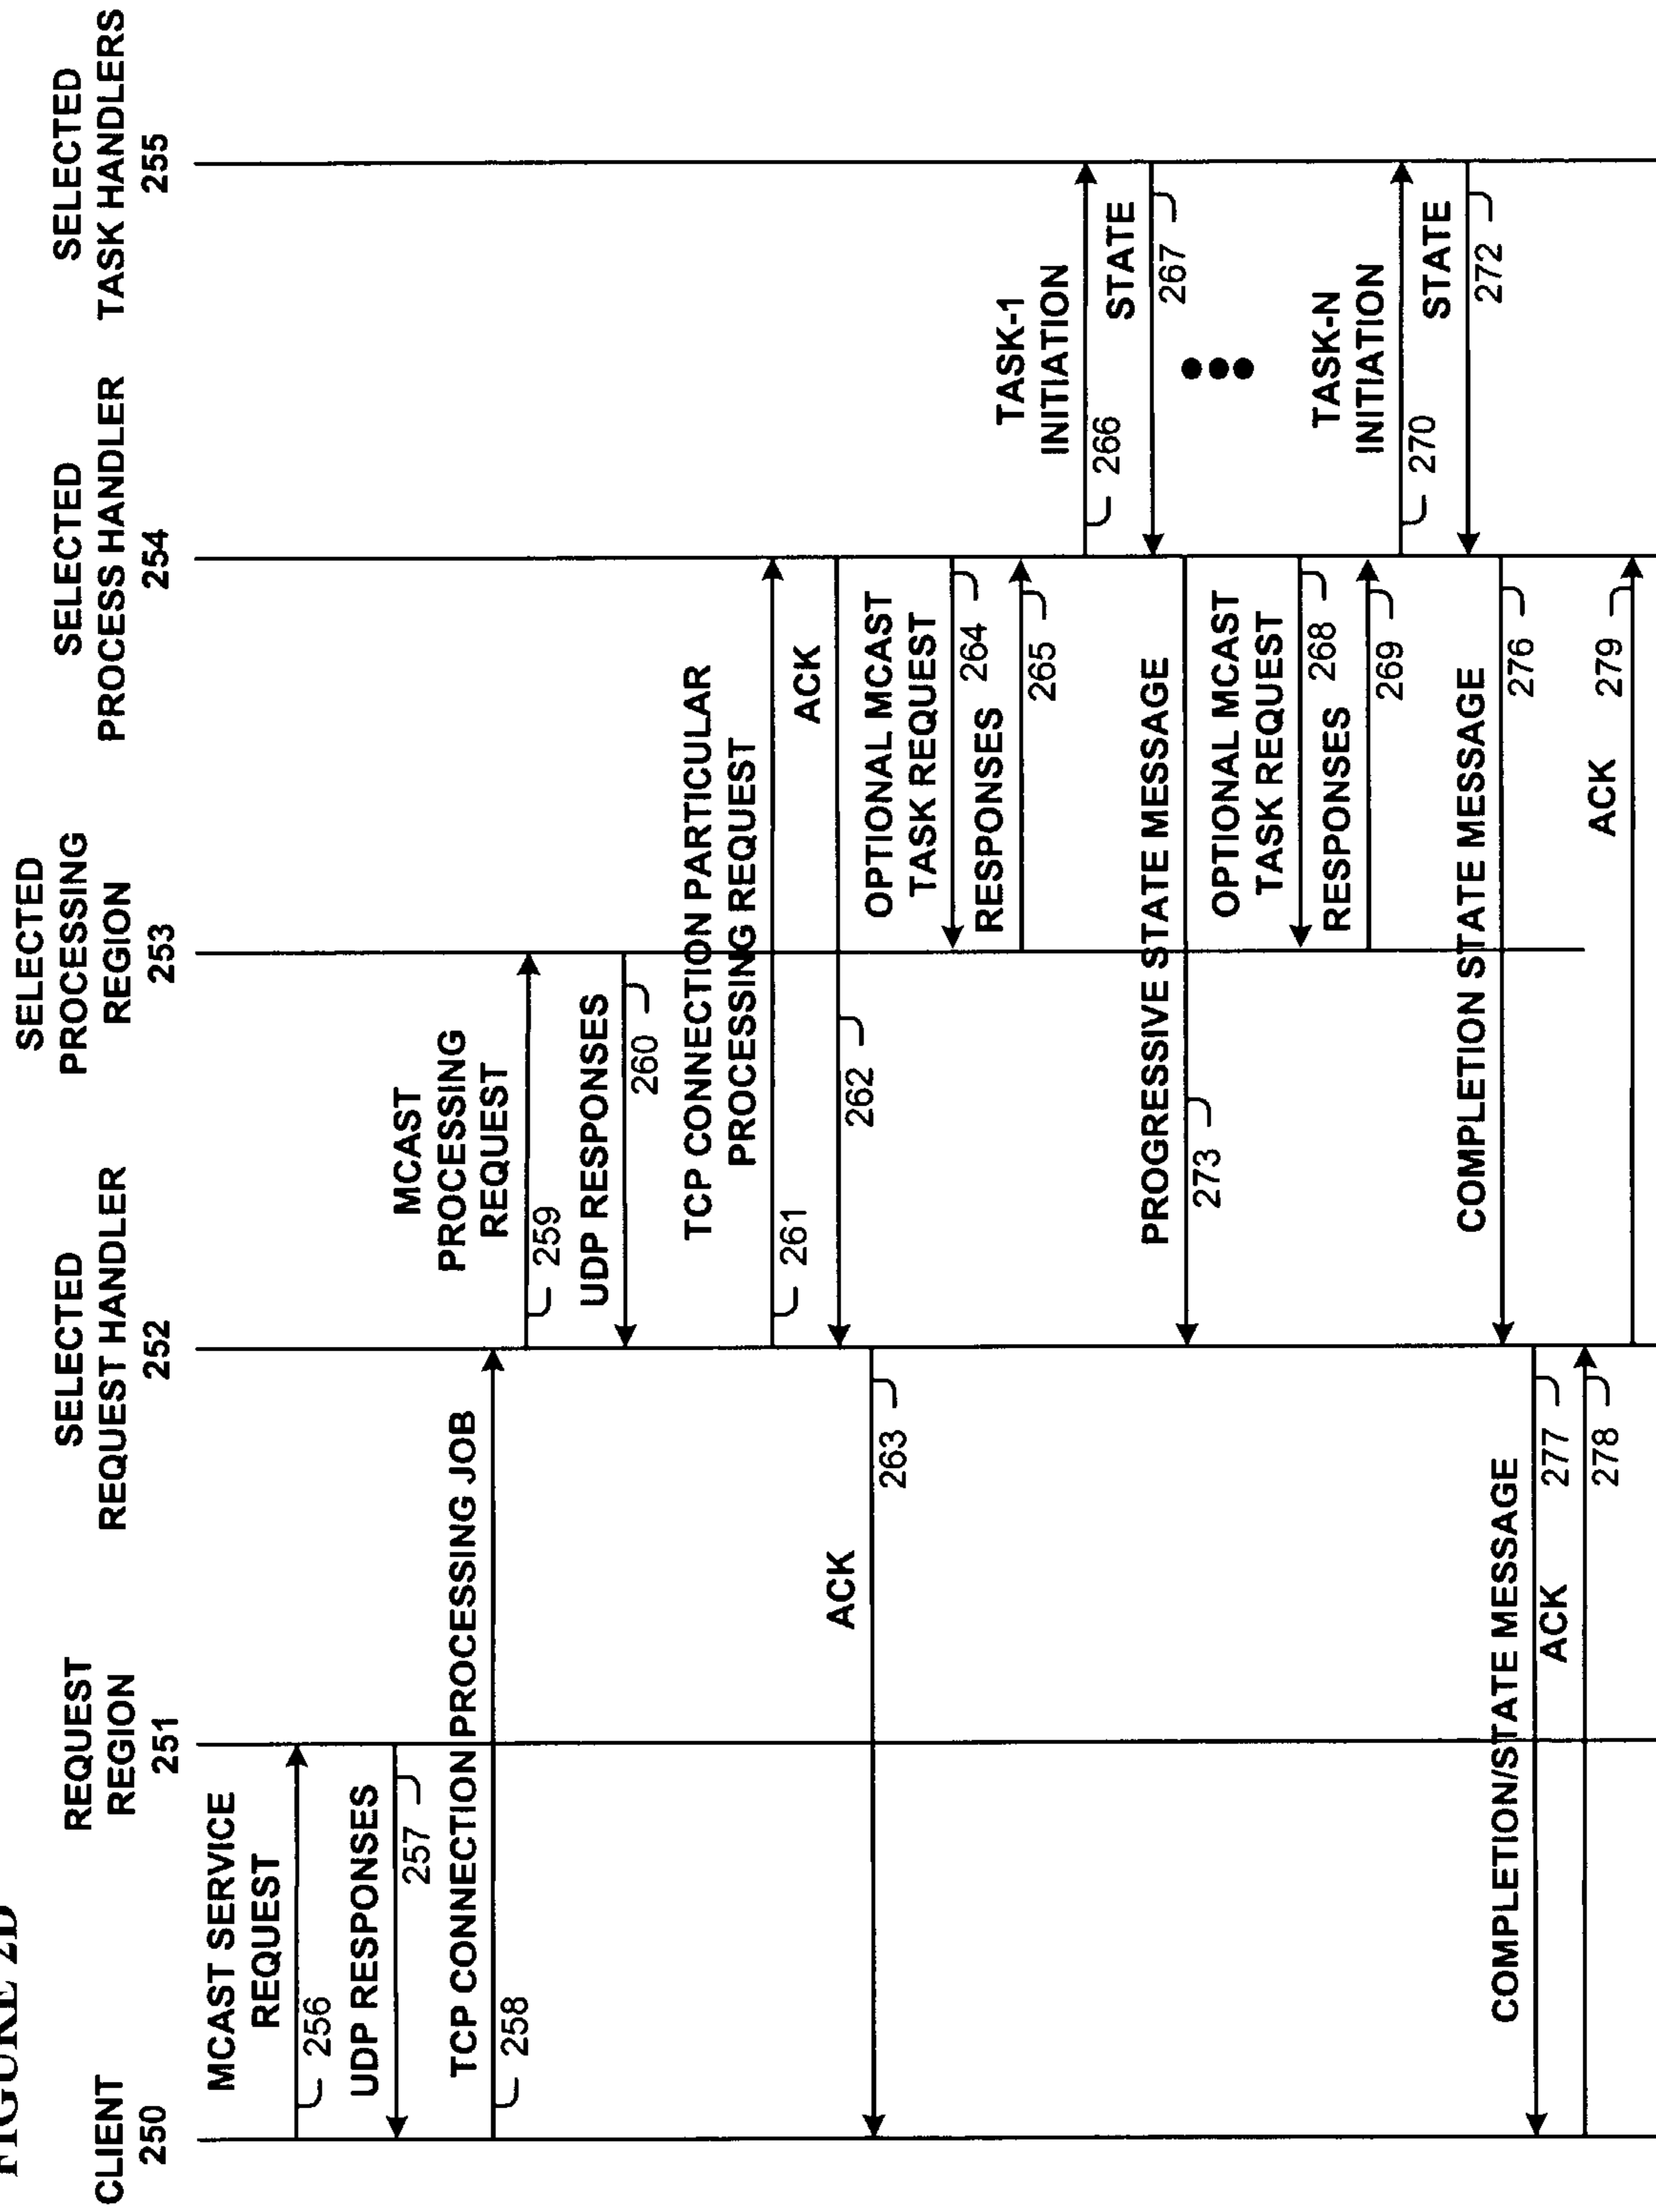 FIGURE 2D
CLIENT
250
REQUEST
REGION
251
SELECTED
REQUEST HANDLER
252
SELECTED
PROCESSING
REGION
253
SELECTED
PROCESS HANDLER
254
SELECTED
TASK HANDLERS
255
MCAST SERVICE
REQUEST
256
UDP RESPONSES
257
TCP CONNECTION PROCESSING JOB
258
MCAST
PROCESSING
REQUEST
259
UDP RESPONSES
260
TCP CONNECTION PARTICULAR
PROCESSING REQUEST
261
ACK
262
ACK
263
OPTIONAL MCAST
TASK REQUEST
264
RESPONSES
265
TASK-1
INITIATION
266
STATE
267
PROGRESSIVE STATE MESSAGE
273
OPTIONAL MCAST
TASK REQUEST
268
RESPONSES
269
TASK-N
INITIATION
270
STATE
272
COMPLETION STATE MESSAGE
276
COMPLETION/STATE MESSAGE
277
ACK
278
ACK
279